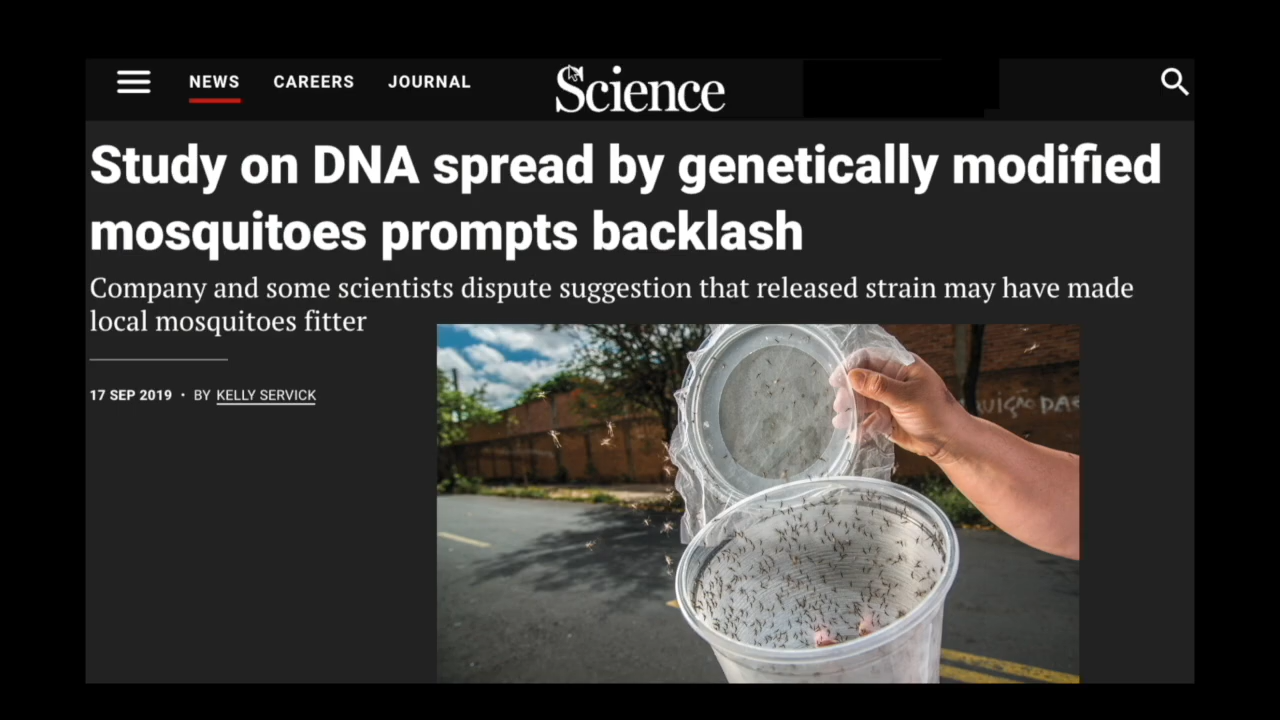 NEWS CAREERS JOURNAL Science
Study on DNA spread by genetically modified
mosquitoes prompts backlash
Company and some scientists dispute suggestion that released strain may have made
local mosquitoes fitter
17 SEP 2019 • BY KELLY SERVICK